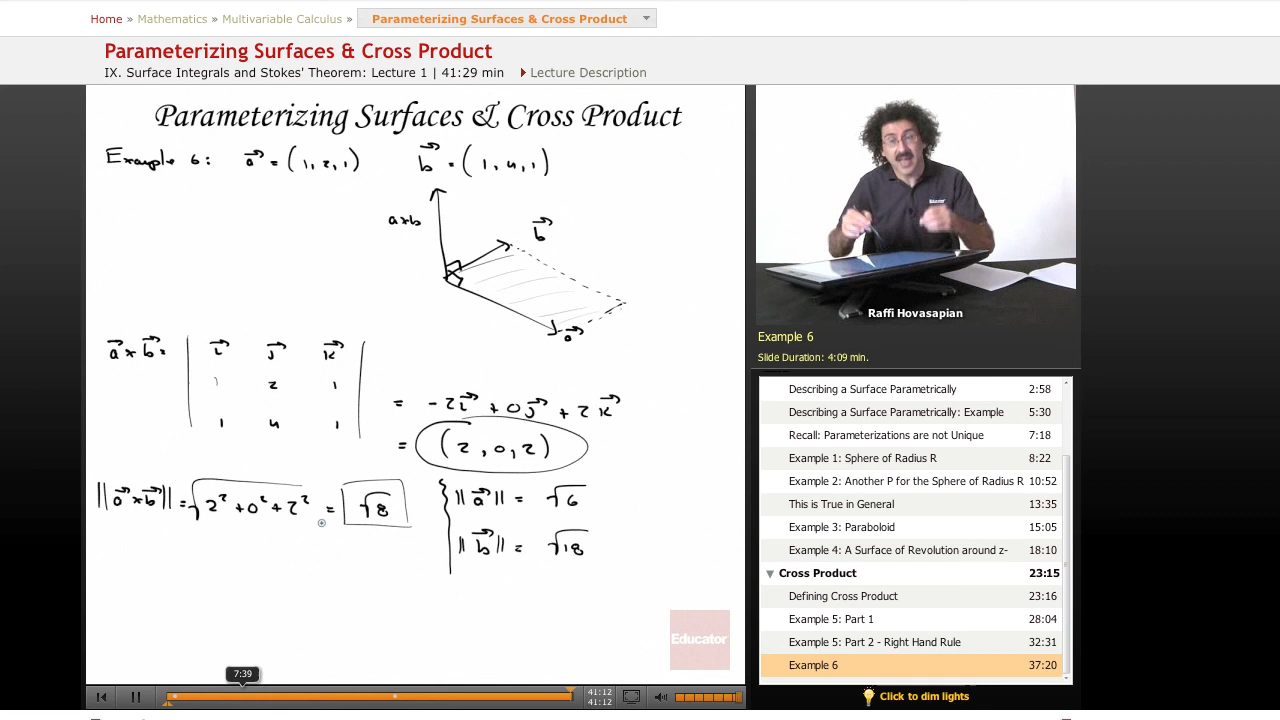 Home » Mathematics » Multivariable Calculus » Parameterizing Surfaces & Cross Product
Parameterizing Surfaces & Cross Product
IX. Surface Integrals and Stokes' Theorem: Lecture 1 | 41:29 min Lecture Description
Parameterizing Surfaces & Cross Product
Example 6: a⃗ = (1, 2, 1) b⃗ = (1, 4, 1)
a×b
b⃗
a⃗
a⃗ × b⃗ = | i⃗ j⃗ k⃗
1 2 1
1 4 1 |
= -2i⃗ + 0j⃗ + 2k⃗
= (2, 0, 2)
||a⃗ × b⃗|| = √2² + 0² + 2² = √8
||a⃗|| = √6
||b⃗|| = √18
Educator
7:39
41:12
41:12
Educator
Raffi Hovasapian
Example 6
Slide Duration: 4:09 min.
Describing a Surface Parametrically 2:58
Describing a Surface Parametrically: Example 5:30
Recall: Parameterizations are not Unique 7:18
Example 1: Sphere of Radius R 8:22
Example 2: Another P for the Sphere of Radius R 10:52
This is True in General 13:35
Example 3: Paraboloid 15:05
Example 4: A Surface of Revolution around z- 18:10
Cross Product 23:15
Defining Cross Product 23:16
Example 5: Part 1 28:04
Example 5: Part 2 - Right Hand Rule 32:31
Example 6 37:20
Click to dim lights